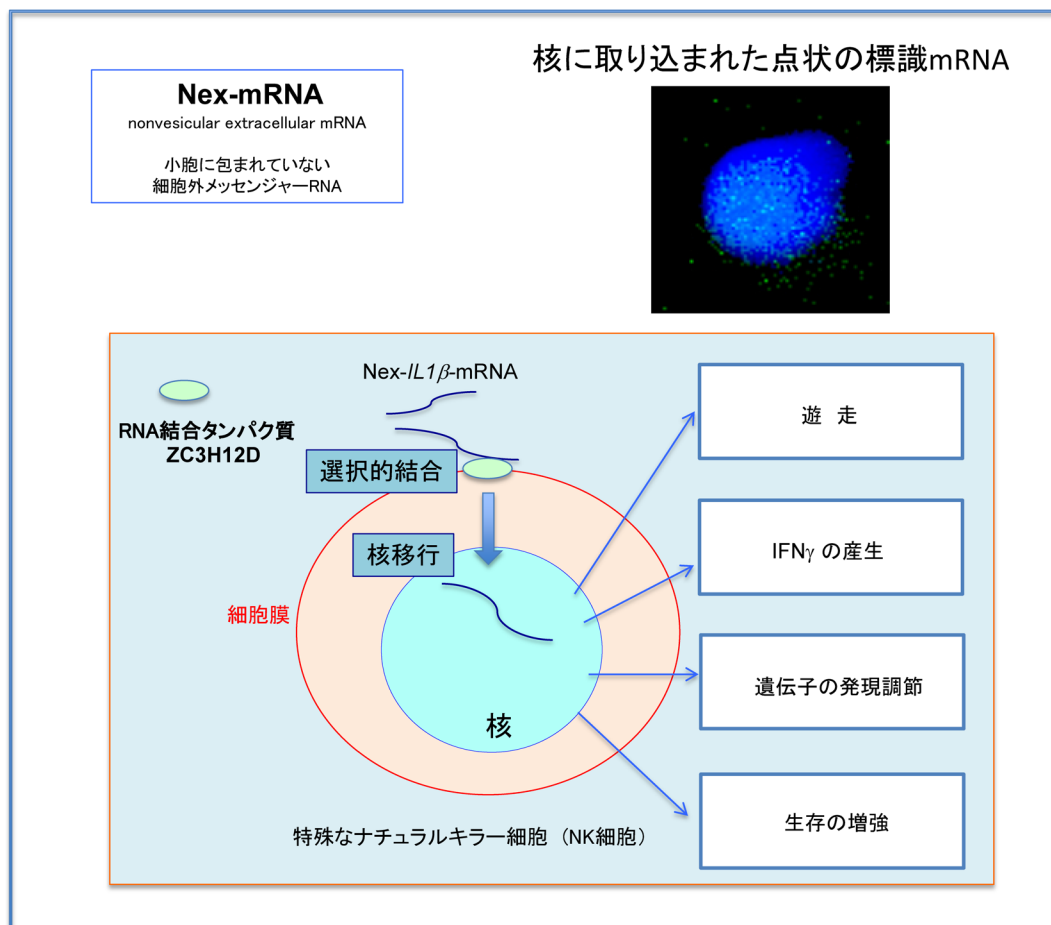 核に取り込まれた点状の標識mRNA
Nex-mRNA
nonvesicular extracellular mRNA
小胞に包まれていない
細胞外メッセンジャーRNA
Nex-IL1β-mRNA
RNA結合タンパク質
ZC3H12D
選択的結合
核移行
細胞膜
核
特殊なナチュラルキラー細胞（NK細胞）
遊 走
IFNγ の産生
遺伝子の発現調節
生存の増強